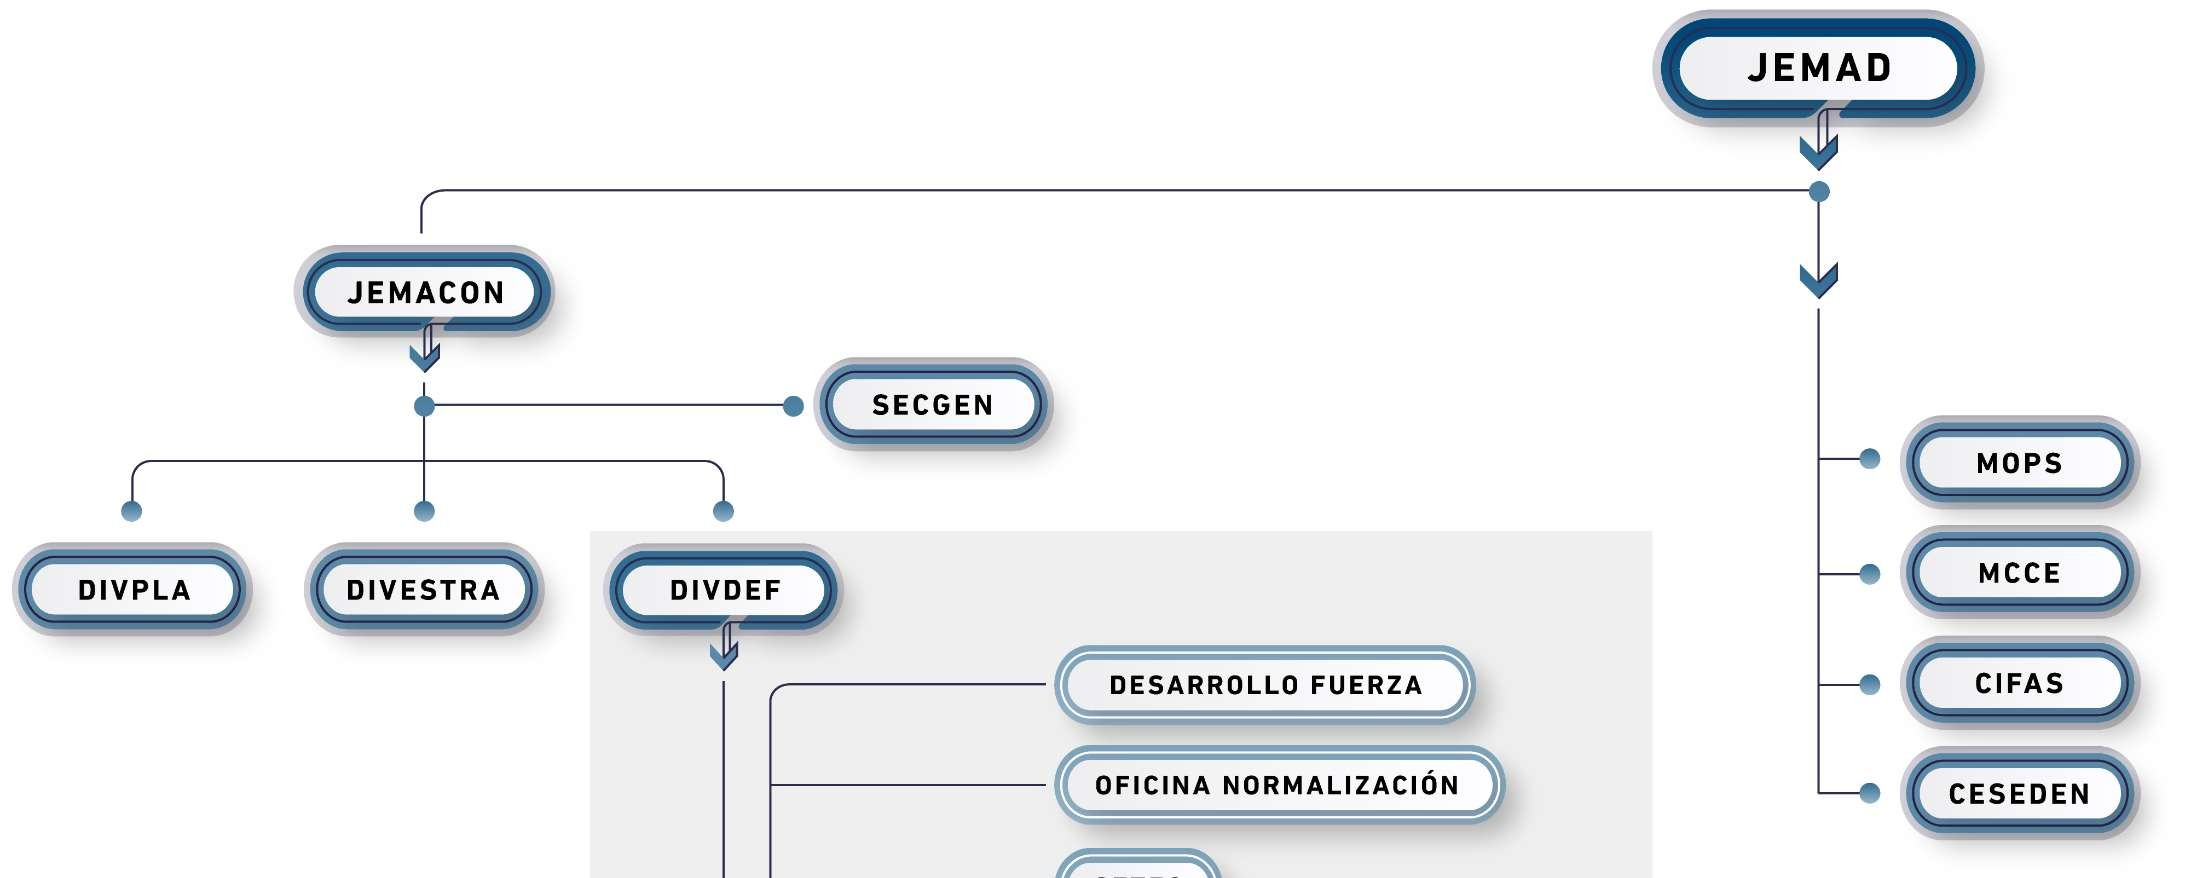 JEMAD
JEMACON
SECGEN
MOPS
MCCE
DIVPLA
DIVESTRA
DIVDEF
CIFAS
DESARROLLO FUERZA
OFICINA NORMALIZACIÓN
CESEDEN